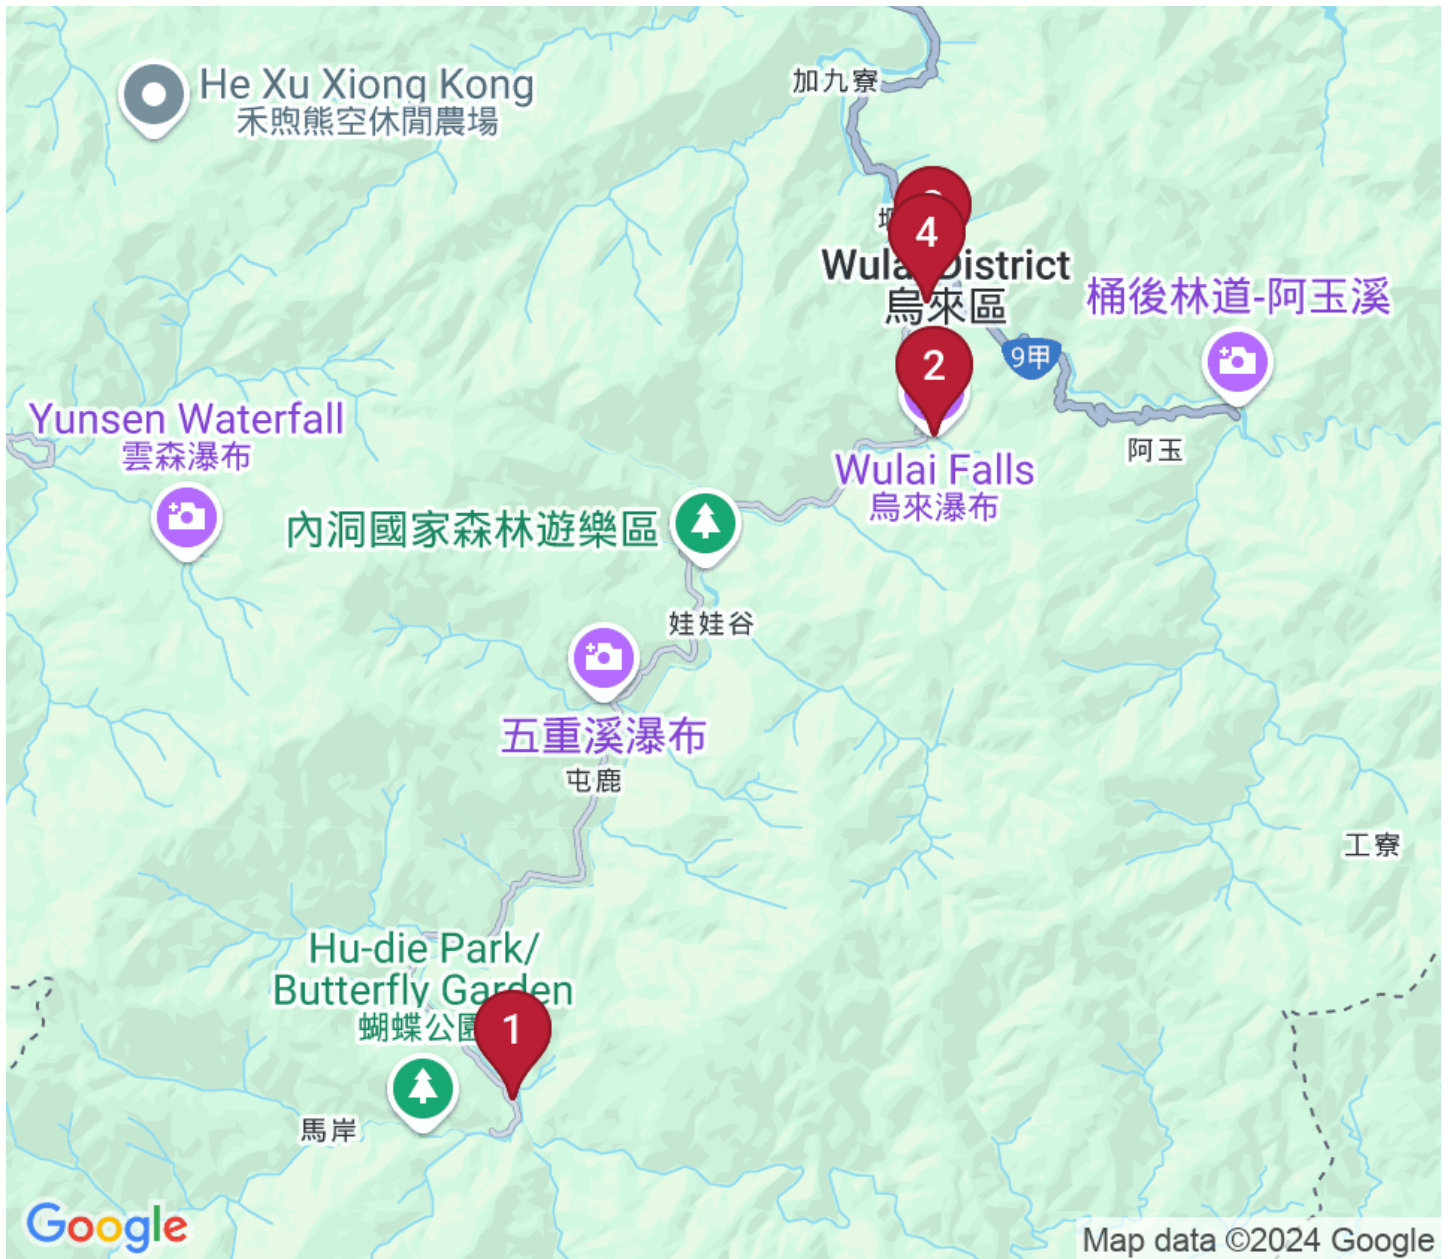 He Xu Xiong Kong
禾煦熊空休閒農場
加九寮
4
Wulai District
烏來區
桶後林道-阿玉溪
9甲
2
Yunsen Waterfall
雲森瀑布
阿玉
Wulai Falls
烏來瀑布
內洞國家森林遊樂區
娃娃谷
五重溪瀑布
屯鹿
工寮
Hu-die Park/
Butterfly Garden
蝴蝶公園
1
馬岸
Google
Map data ©2024 Google